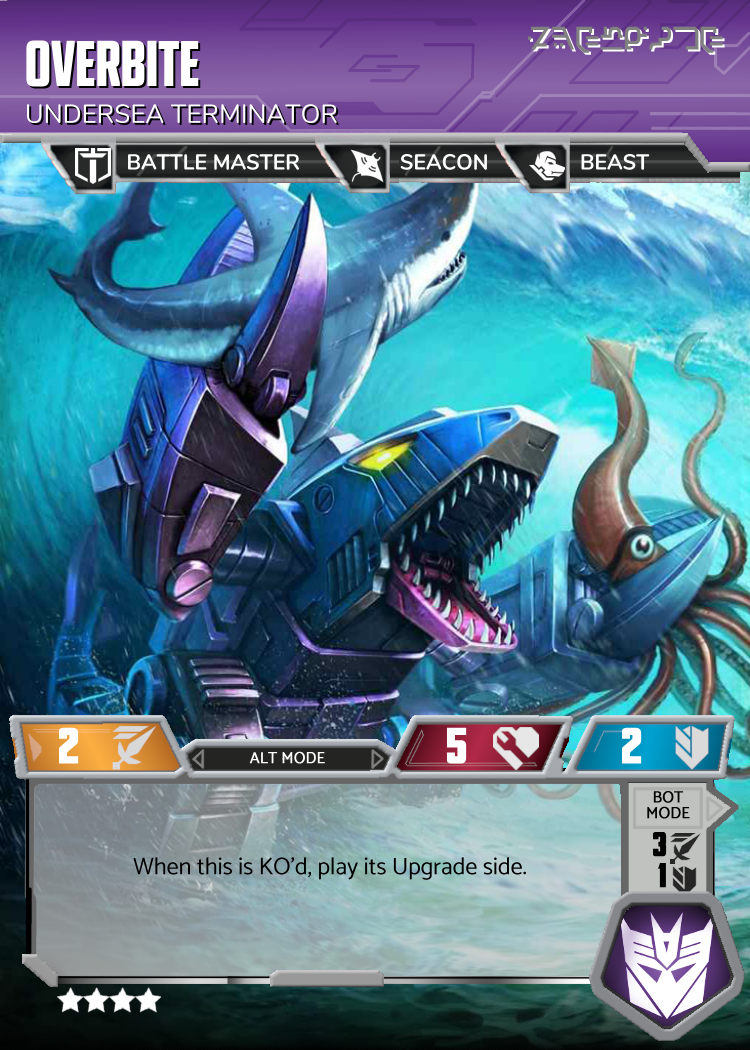 OVERBITE
UNDERSEA TERMINATOR
BATTLE MASTER SEACON BEAST
2 ALT MODE 5 2
When this is KO'd, play its Upgrade side.
BOT
MODE
3
1